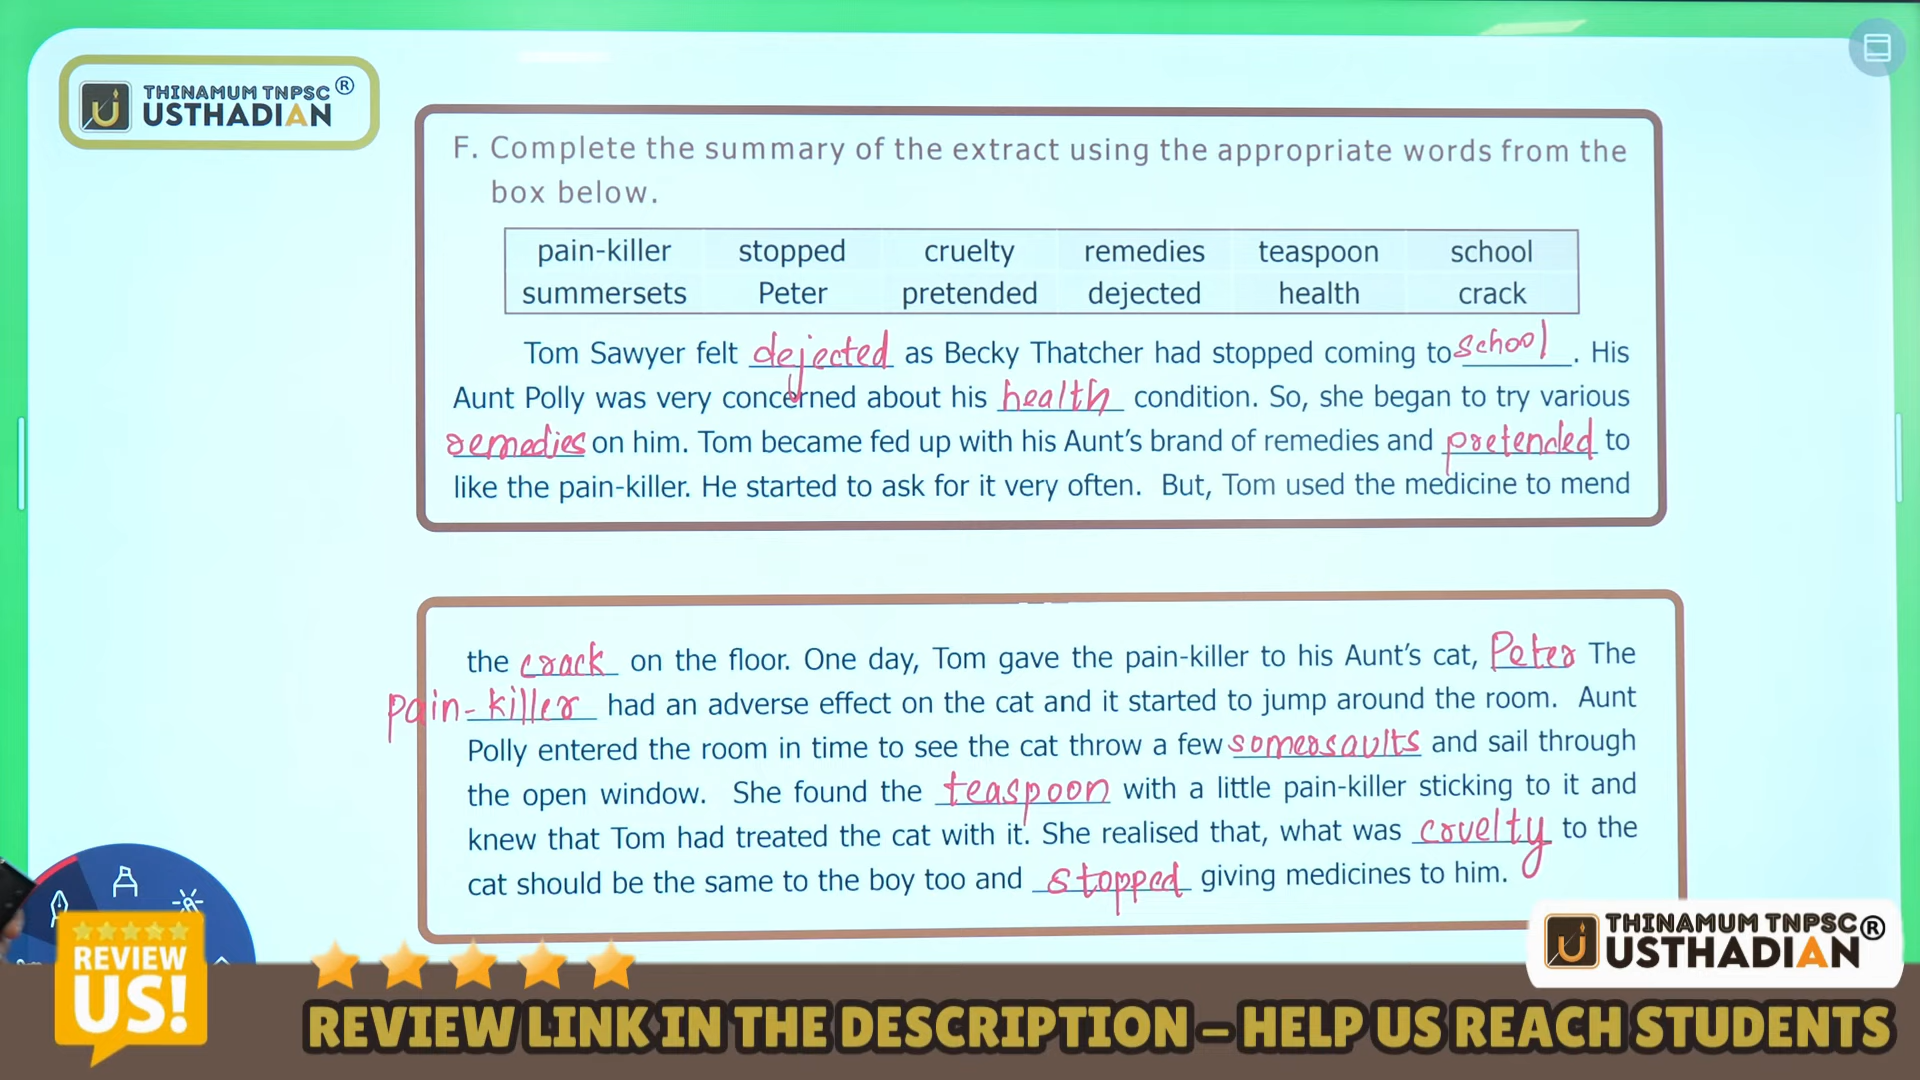 THINAMUM TNPSC ®
USTHADIAN
F. Complete the summary of the extract using the appropriate words from the
box below.
pain-killer stopped cruelty remedies teaspoon school
summersets Peter pretended dejected health crack
Tom Sawyer felt dejected as Becky Thatcher had stopped coming to school. His
Aunt Polly was very concerned about his health condition. So, she began to try various
remedies on him. Tom became fed up with his Aunt's brand of remedies and pretended to
like the pain-killer. He started to ask for it very often. But, Tom used the medicine to mend
the crack on the floor. One day, Tom gave the pain-killer to his Aunt's cat, Peter The
pain-killer had an adverse effect on the cat and it started to jump around the room. Aunt
Polly entered the room in time to see the cat throw a few somersaults and sail through
the open window. She found the teaspoon with a little pain-killer sticking to it and
knew that Tom had treated the cat with it. She realised that, what was cruelty to the
cat should be the same to the boy too and stopped giving medicines to him.
REVIEW
US!
THINAMUM TNPSC ®
USTHADIAN
REVIEW LINK IN THE DESCRIPTION – HELP US REACH STUDENTS